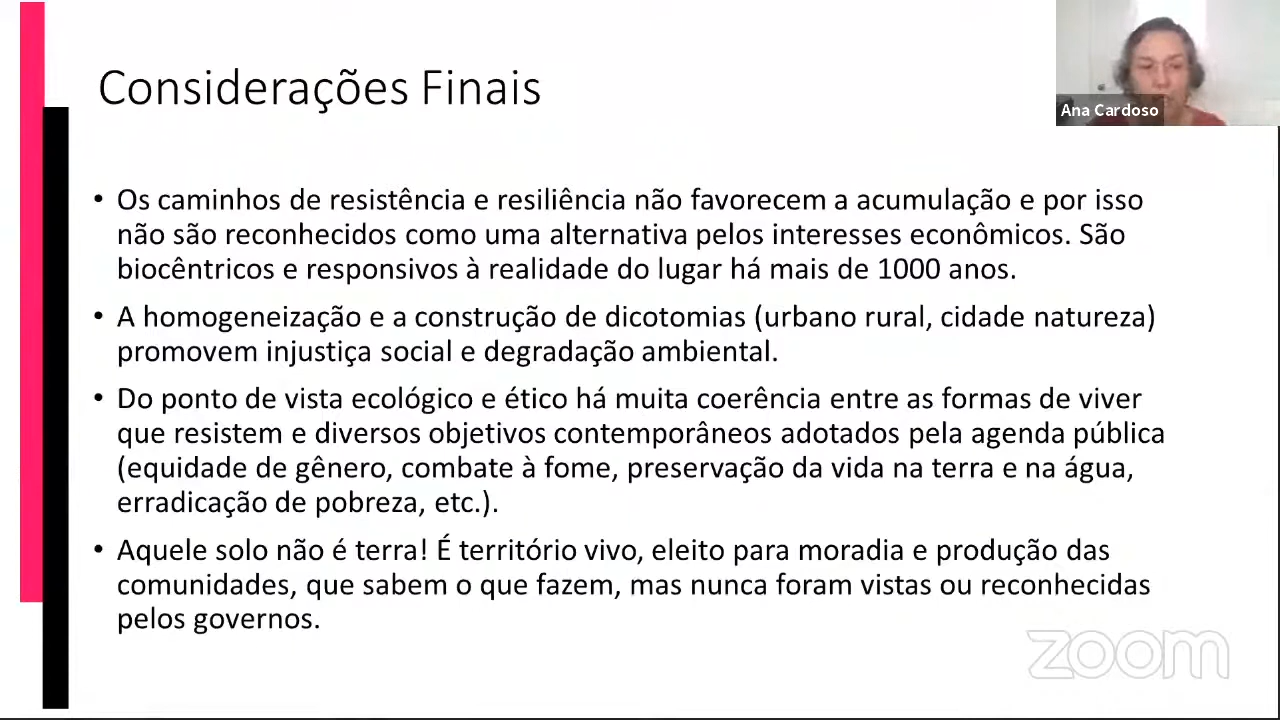 Considerações Finais
Ana Cardoso
• Os caminhos de resistência e resiliência não favorecem a acumulação e por isso
não são reconhecidos como uma alternativa pelos interesses econômicos. São
biocêntricos e responsivos à realidade do lugar há mais de 1000 anos.
• A homogeneização e a construção de dicotomias (urbano rural, cidade natureza)
promovem injustiça social e degradação ambiental.
• Do ponto de vista ecológico e ético há muita coerência entre as formas de viver
que resistem e diversos objetivos contemporâneos adotados pela agenda pública
(equidade de gênero, combate à fome, preservação da vida na terra e na água,
erradicação de pobreza, etc.).
• Aquele solo não é terra! É território vivo, eleito para moradia e produção das
comunidades, que sabem o que fazem, mas nunca foram vistas ou reconhecidas
pelos governos.
zoom